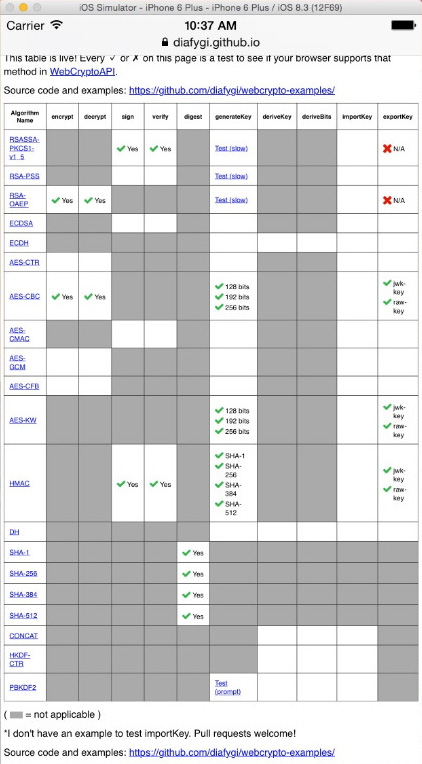 iOS Simulator - iPhone 6 Plus - iPhone 6 Plus / iOS 8.3 (12F69)
Carrier 10:37 AM
diafygi.github.io
This table is live! Every ✓ or ✗ on this page is a test to see if your browser supports that
method in WebCryptoAPI.
Source code and examples: https://github.com/diafygi/webcrypto-examples/
Algorithm Name encrypt decrypt sign verify digest generateKey deriveKey deriveBits importKey exportKey
RSASSA-PKCS1-v1_5 ✓ Yes ✓ Yes Test (slow) ✗ N/A
RSA-PSS Test (slow)
RSA-OAEP ✓ Yes ✓ Yes Test (slow) ✗ N/A
ECDSA
ECDH
AES-CTR
AES-CBC ✓ Yes ✓ Yes ✓ 128 bits ✓ 192 bits ✓ 256 bits ✓ jwk-key ✓ raw-key
AES-CMAC
AES-GCM
AES-CFB
AES-KW ✓ 128 bits ✓ 192 bits ✓ 256 bits ✓ jwk-key ✓ raw-key
HMAC ✓ Yes ✓ Yes ✓ SHA-1 ✓ SHA-256 ✓ SHA-384 ✓ SHA-512 ✓ jwk-key ✓ raw-key
DH
SHA-1 ✓ Yes
SHA-256 ✓ Yes
SHA-384 ✓ Yes
SHA-512 ✓ Yes
CONCAT
HKDF-CTR
PBKDF2 Test (prompt)
( = not applicable )
*I don't have an example to test importKey. Pull requests welcome!
Source code and examples: https://github.com/diafygi/webcrypto-examples/